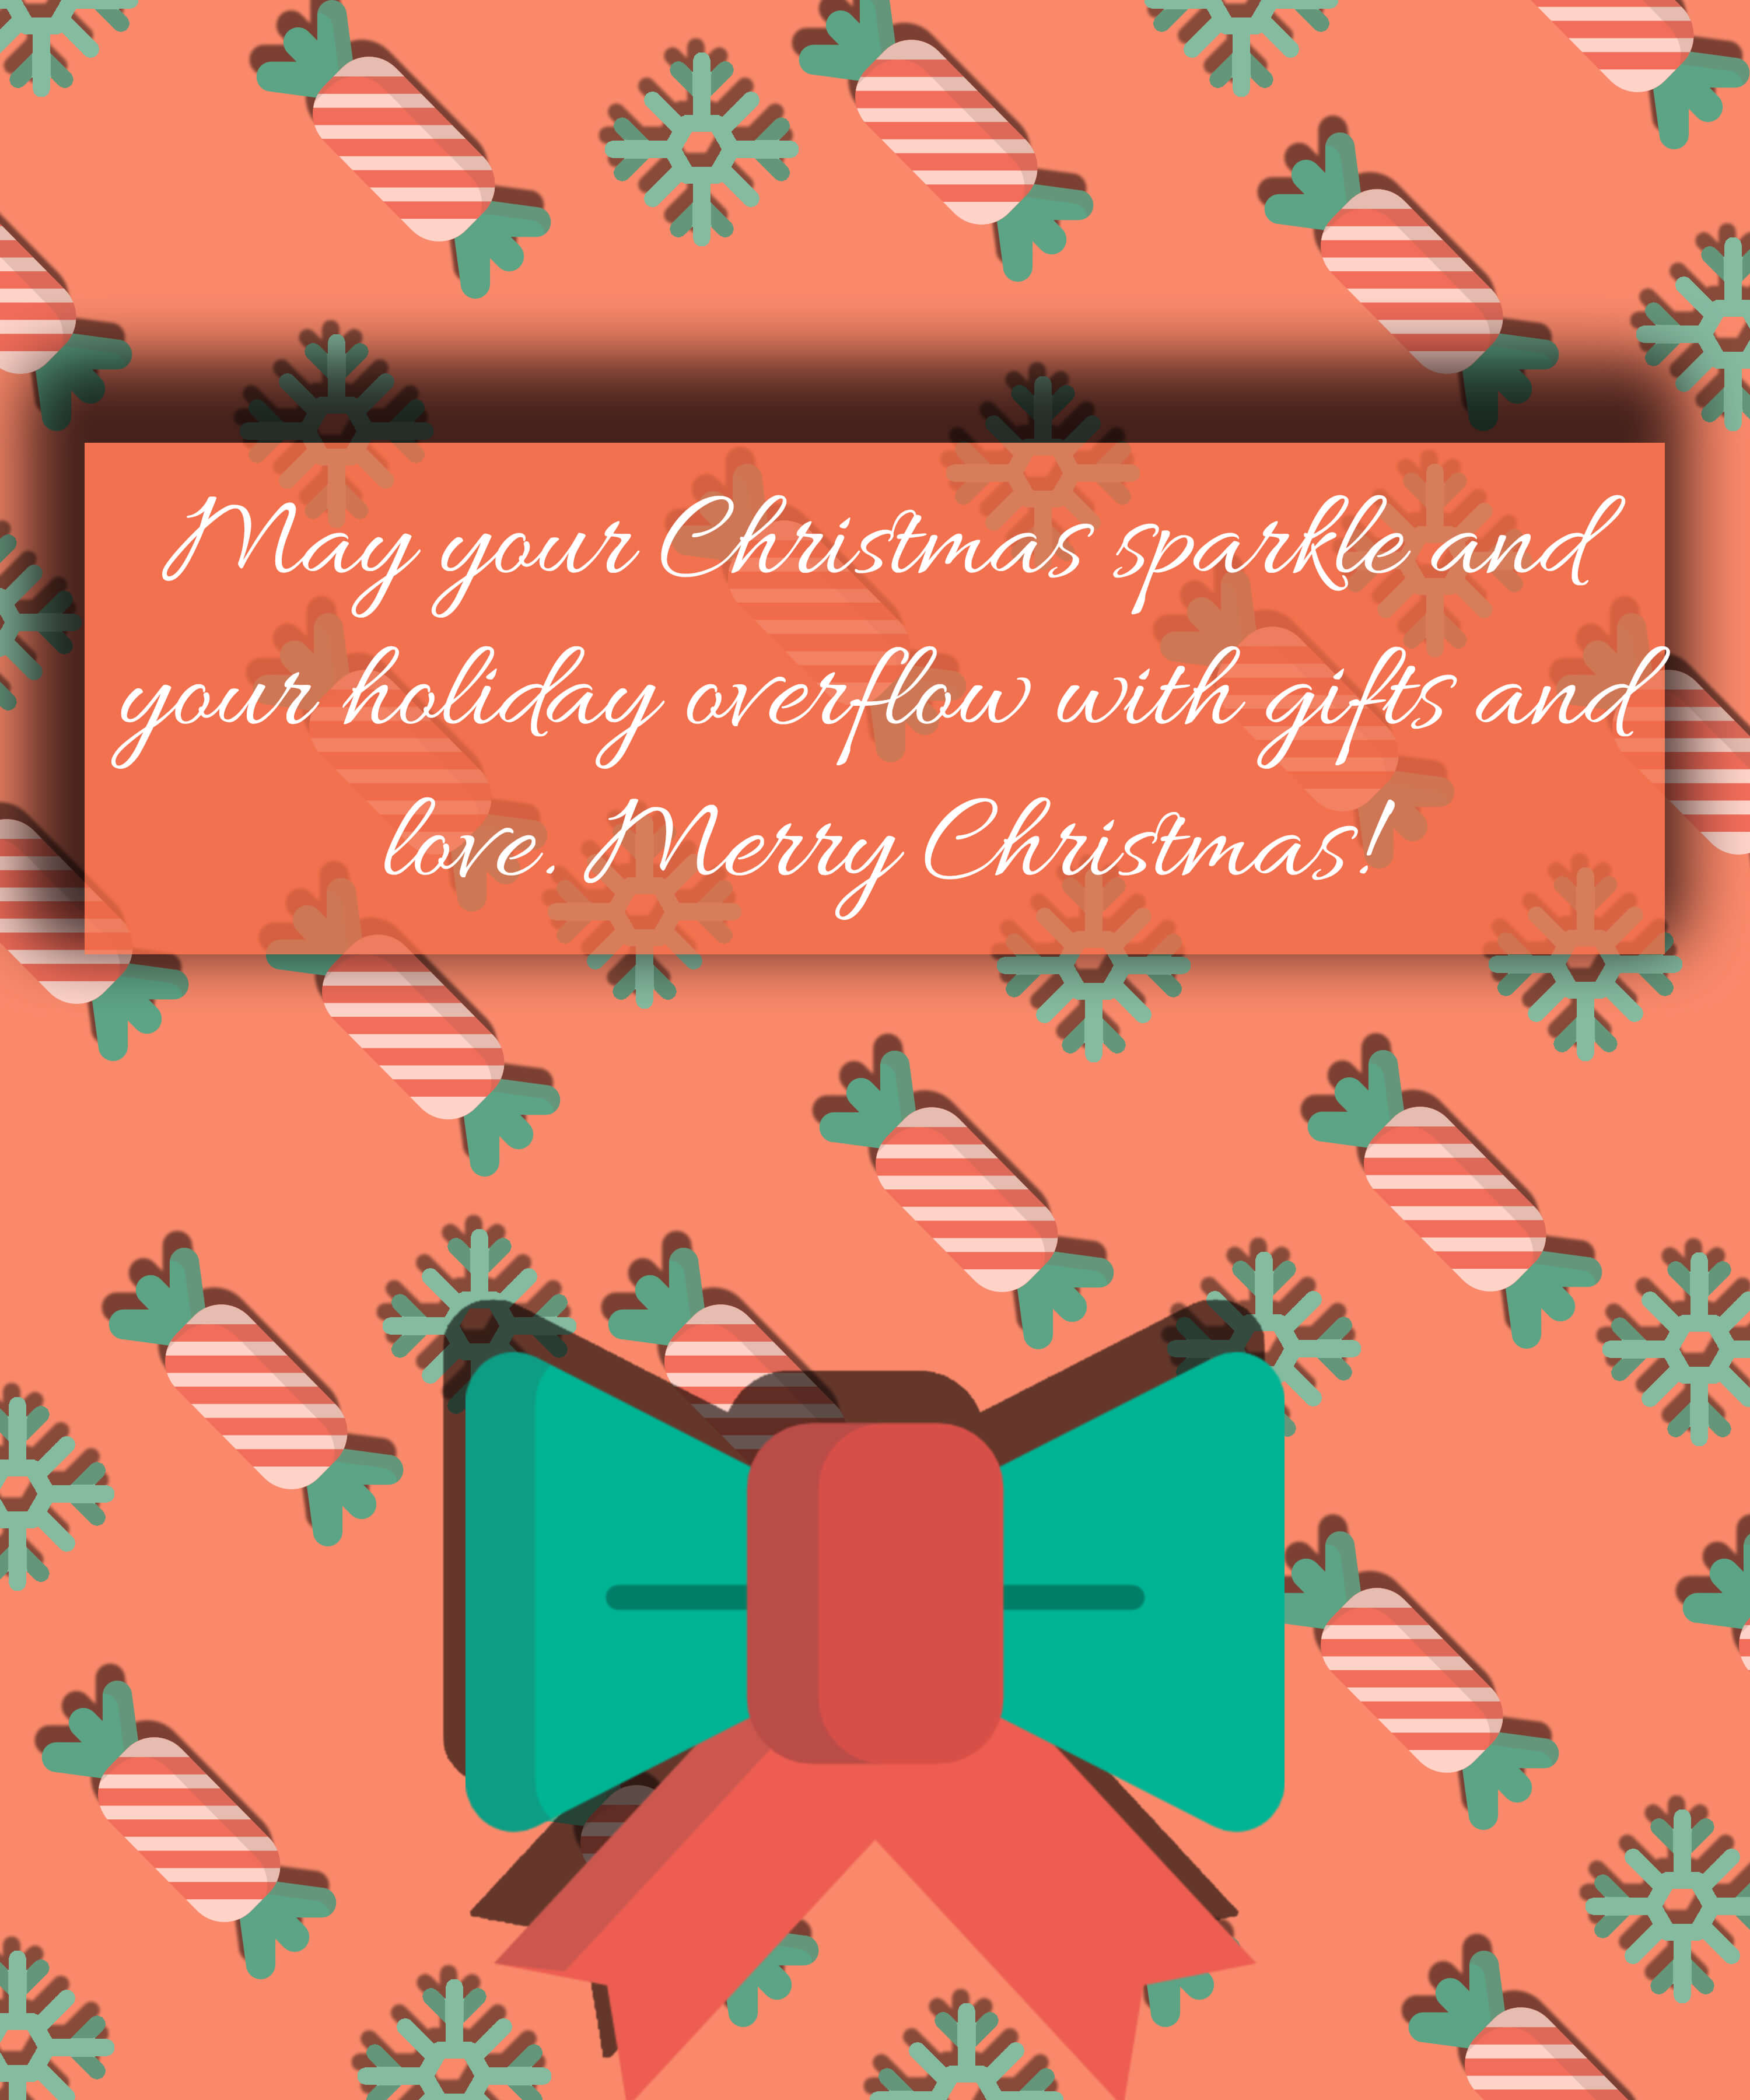 May your Christmas sparkle and
your holiday overflow with gifts and
love. Merry Christmas!